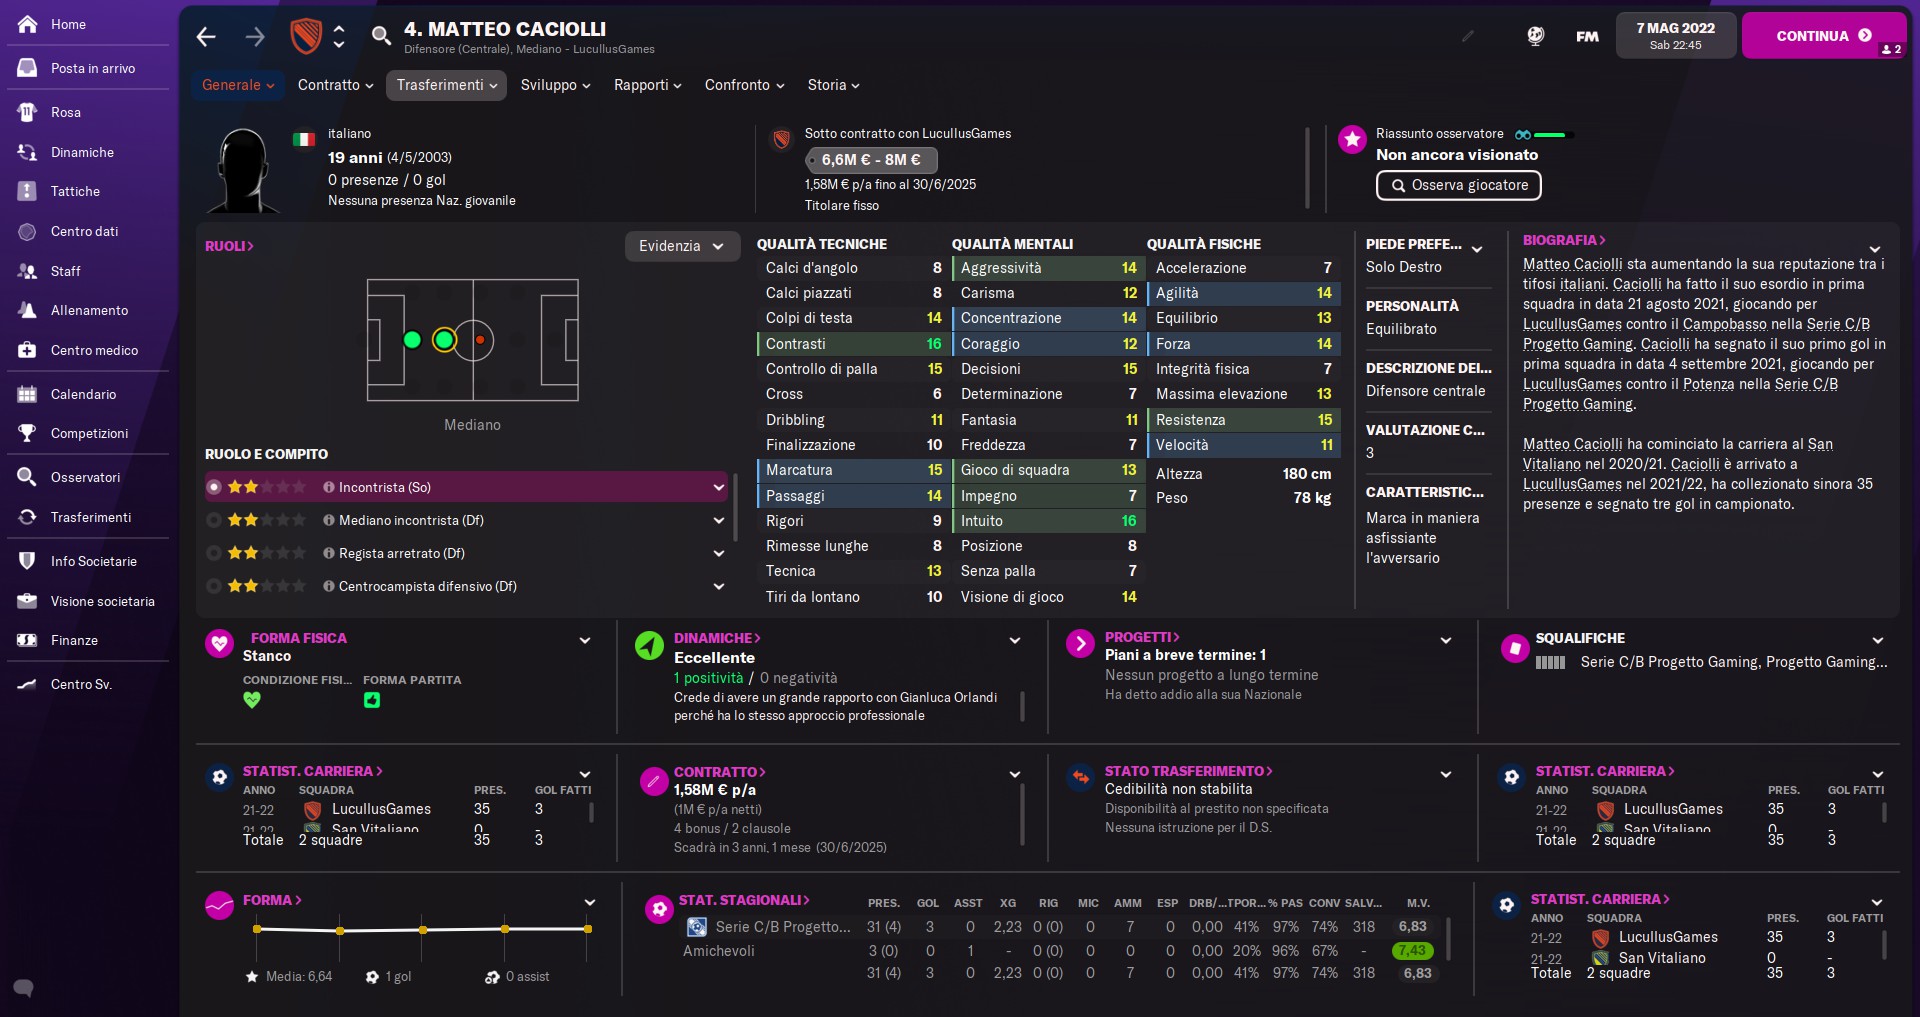 Home
Posta in arrivo
Rosa
Dinamiche
Tattiche
Centro dati
Staff
Allenamento
Centro medico
Calendario
Competizioni
Osservatori
Trasferimenti
Info Societarie
Visione societaria
Finanze
Centro Sv.
4. MATTEO CACIOLLI
Difensore (Centrale), Mediano - LucullusGames
FM
7 MAG 2022
Sab 22:45
CONTINUA
2
Generale
Contratto
Trasferimenti
Sviluppo
Rapporti
Confronto
Storia
italiano
19 anni (4/5/2003)
0 presenze / 0 gol
Nessuna presenza Naz. giovanile
Sotto contratto con LucullusGames
6,6M € - 8M €
1,58M € p/a fino al 30/6/2025
Titolare fisso
Riassunto osservatore
Non ancora visionato
Osserva giocatore
RUOLI
Evidenzia
Mediano
RUOLO E COMPITO
Incontrista (So)
Mediano incontrista (Df)
Regista arretrato (Df)
Centrocampista difensivo (Df)
QUALITÀ TECNICHE
Calci d'angolo 8
Calci piazzati 8
Colpi di testa 14
Contrasti 16
Controllo di palla 15
Cross 6
Dribbling 11
Finalizzazione 10
Marcatura 15
Passaggi 14
Rigori 9
Rimesse lunghe 8
Tecnica 13
Tiri da lontano 10
QUALITÀ MENTALI
Aggressività 14
Carisma 12
Concentrazione 14
Coraggio 12
Decisioni 15
Determinazione 7
Fantasia 11
Freddezza 7
Gioco di squadra 13
Impegno 7
Intuito 16
Posizione 8
Senza palla 7
Visione di gioco 14
QUALITÀ FISICHE
Accelerazione 7
Agilità 14
Equilibrio 13
Forza 14
Integrità fisica 7
Massima elevazione 13
Resistenza 15
Velocità 11
Altezza 180 cm
Peso 78 kg
PIEDE PREFE...
Solo Destro
PERSONALITÀ
Equilibrato
DESCRIZIONE DEI...
Difensore centrale
VALUTAZIONE C...
3
CARATTERISTIC...
Marca in maniera
asfissiante
l'avversario
BIOGRAFIA
Matteo Caciolli sta aumentando la sua reputazione tra i
tifosi italiani. Caciolli ha fatto il suo esordio in prima
squadra in data 21 agosto 2021, giocando per
LucullusGames contro il Campobasso nella Serie C/B
Progetto Gaming. Caciolli ha segnato il suo primo gol in
prima squadra in data 4 settembre 2021, giocando per
LucullusGames contro il Potenza nella Serie C/B
Progetto Gaming.
Matteo Caciolli ha cominciato la carriera al San
Vitaliano nel 2020/21. Caciolli è arrivato a
LucullusGames nel 2021/22, ha collezionato sinora 35
presenze e segnato tre gol in campionato.
FORMA FISICA
Stanco
CONDIZIONE FISI... FORMA PARTITA
DINAMICHE
Eccellente
1 positività / 0 negatività
Crede di avere un grande rapporto con Gianluca Orlandi
perché ha lo stesso approccio professionale
PROGETTI
Piani a breve termine: 1
Nessun progetto a lungo termine
Ha detto addio alla sua Nazionale
SQUALIFICHE
Serie C/B Progetto Gaming, Progetto Gaming...
STATIST. CARRIERA
ANNO SQUADRA PRES. GOL FATTI
21-22 LucullusGames 35 3
21-22 San Vitaliano 0 -
Totale 2 squadre 35 3
CONTRATTO
1,58M € p/a
(1M € p/a netti)
4 bonus / 2 clausole
Scadrà in 3 anni, 1 mese (30/6/2025)
STATO TRASFERIMENTO
Cedibilità non stabilita
Disponibilità al prestito non specificata
Nessuna istruzione per il D.S.
STATIST. CARRIERA
ANNO SQUADRA PRES. GOL FATTI
21-22 LucullusGames 35 3
21-22 San Vitaliano 0 -
Totale 2 squadre 35 3
FORMA
Media: 6,64 1 gol 0 assist
STAT. STAGIONALI PRES. GOL ASST XG RIG MIC AMM ESP DRB/... TPOR... % PAS CONV SALV... M.V.
Serie C/B Progetto... 31 (4) 3 0 2,23 0 (0) 0 7 0 0,00 41% 97% 74% 318 6,83
Amichevoli 3 (0) 0 1 - 0 (0) 0 0 0 0,00 20% 96% 67% - 7,43
31 (4) 3 0 2,23 0 (0) 0 7 0 0,00 41% 97% 74% 318 6,83
STATIST. CARRIERA
ANNO SQUADRA PRES. GOL FATTI
21-22 LucullusGames 35 3
21-22 San Vitaliano 0 -
Totale 2 squadre 35 3